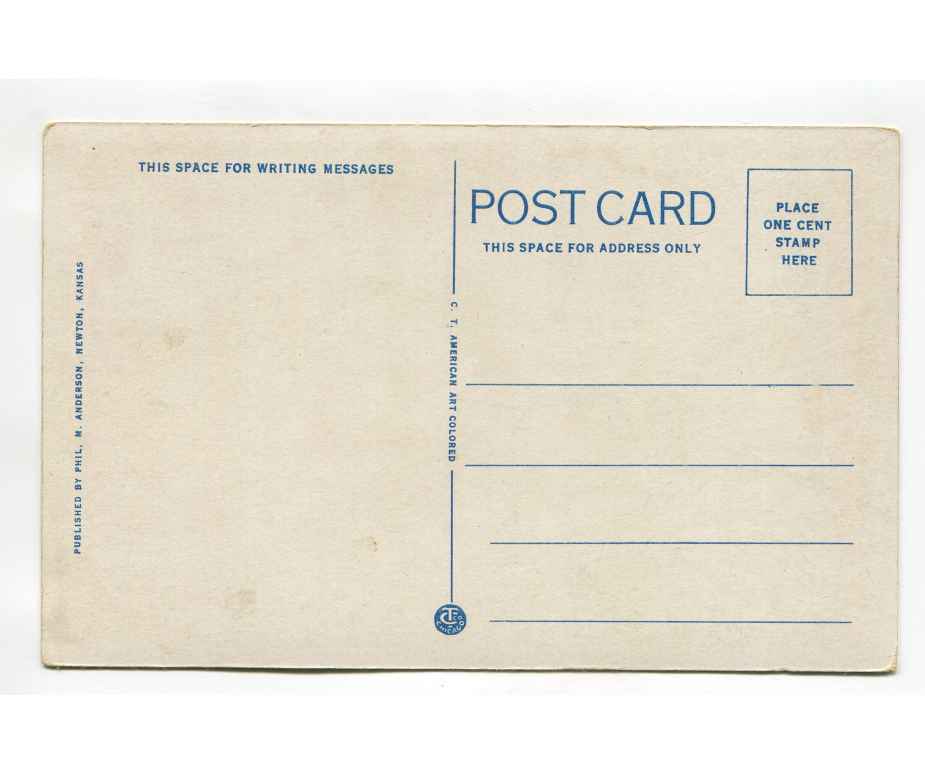 THIS SPACE FOR WRITING MESSAGES
PUBLISHED BY PHIL. M. ANDERSON, NEWTON, KANSAS
C. T. AMERICAN ART COLORED
POST CARD
THIS SPACE FOR ADDRESS ONLY
PLACE
ONE CENT
STAMP
HERE
CHICAGO